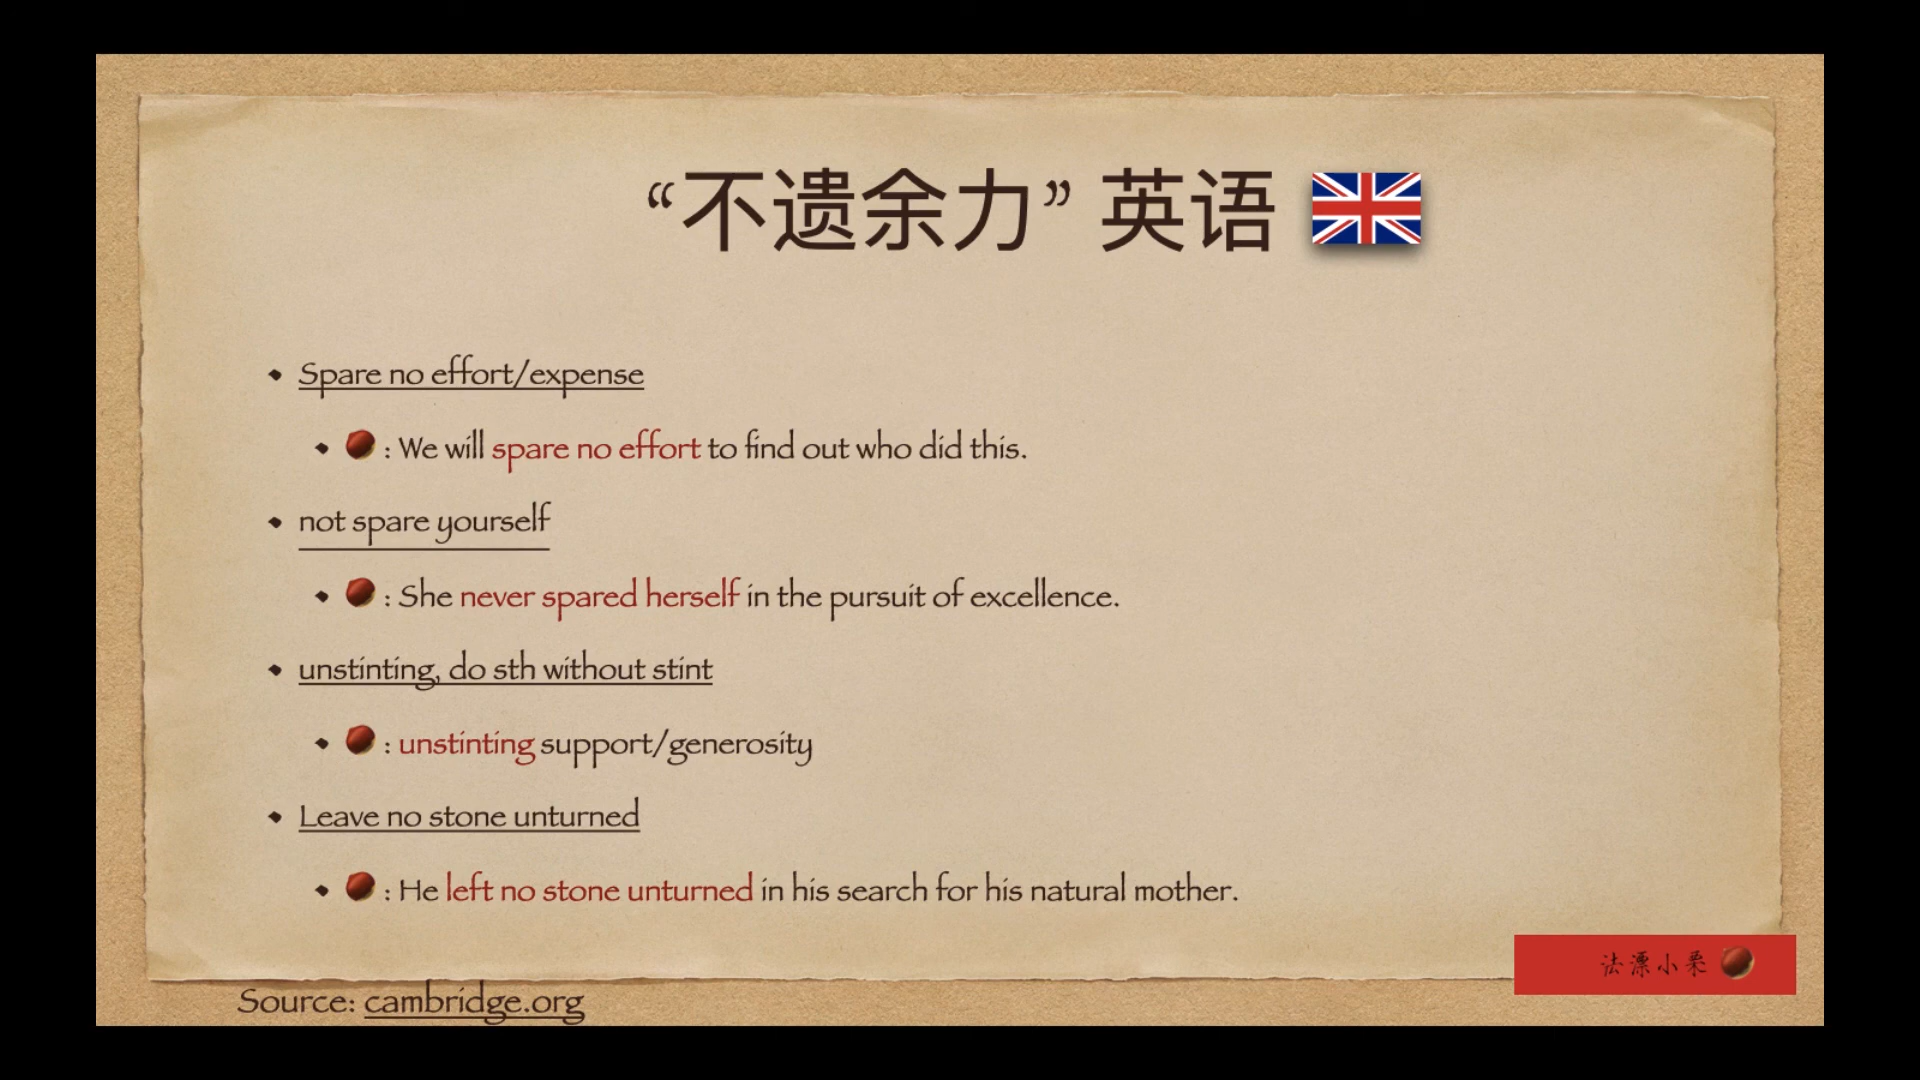 “不遗余力” 英语
Spare no effort/expense
: We will spare no effort to find out who did this.
not spare yourself
: She never spared herself in the pursuit of excellence.
unstinting, do sth without stint
: unstinting support/generosity
Leave no stone unturned
: He left no stone unturned in his search for his natural mother.
法漂小栗
Source: cambridge.org